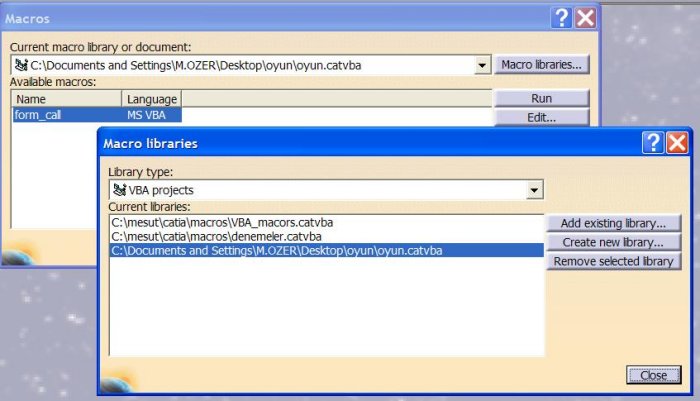 Macros
Current macro library or document:
C:\Documents and Settings\M.OZER\Desktop\oyun\oyun.catvba
Macro libraries...
Available macros:
Name Language
form_call MS VBA
Run
Edit...
Macro libraries
Library type:
VBA projects
Current libraries:
C:\mesut\catia\macros\VBA_macors.catvba
C:\mesut\catia\macros\denemeler.catvba
C:\Documents and Settings\M.OZER\Desktop\oyun\oyun.catvba
Add existing library...
Create new library...
Remove selected library
Close